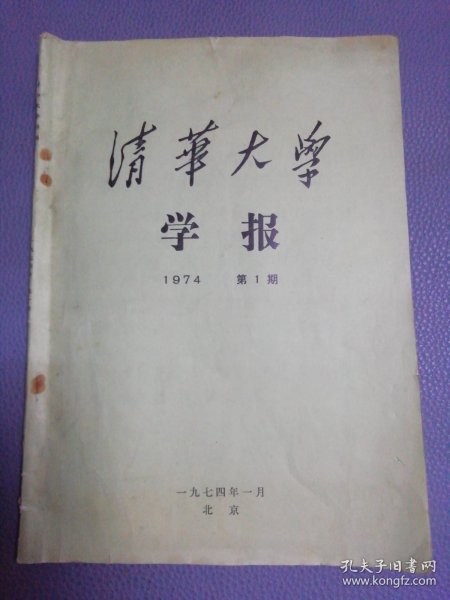 清華大學
学报
1974 第1期
一九七四年一月
北京
孔夫子旧书网
www.kongfz.com